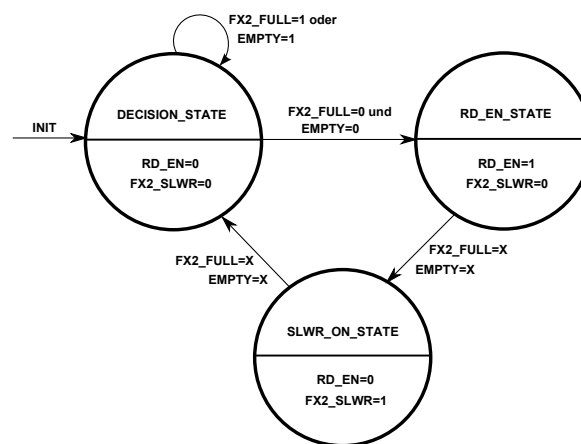 FX2_FULL=1 oder
EMPTY=1
DECISION_STATE
FX2_FULL=0 und
EMPTY=0
RD_EN_STATE
INIT
RD_EN=0
FX2_SLWR=0
RD_EN=1
FX2_SLWR=0
FX2_FULL=X
EMPTY=X
FX2_FULL=X
EMPTY=X
SLWR_ON_STATE
RD_EN=0
FX2_SLWR=1